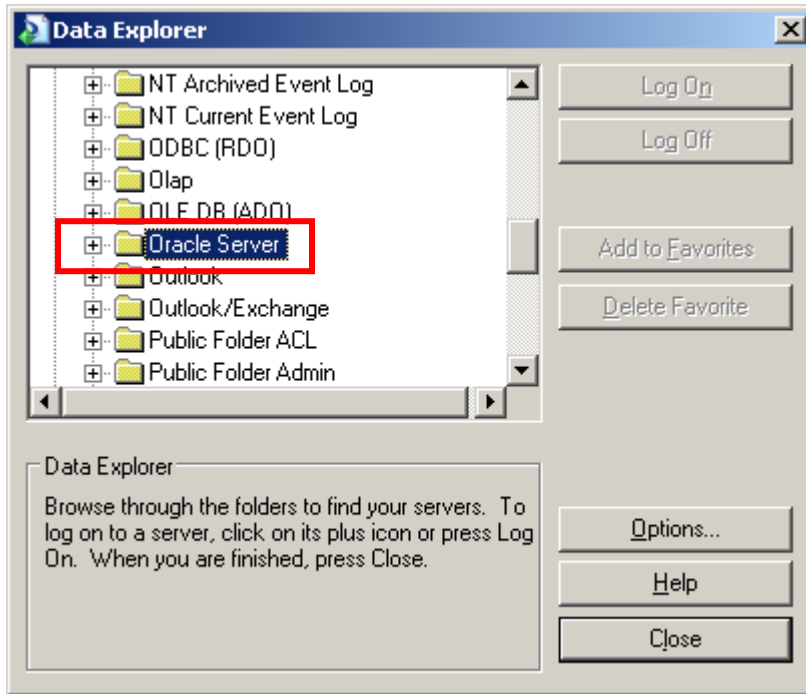 Data Explorer
NT Archived Event Log
NT Current Event Log
ODBC (RDO)
Olap
OLE DB (ADO)
Oracle Server
Outlook
Outlook/Exchange
Public Folder ACL
Public Folder Admin
Log On
Log Off
Add to Favorites
Delete Favorite
Data Explorer
Browse through the folders to find your servers. To
log on to a server, click on its plus icon or press Log
On. When you are finished, press Close.
Options...
Help
Close